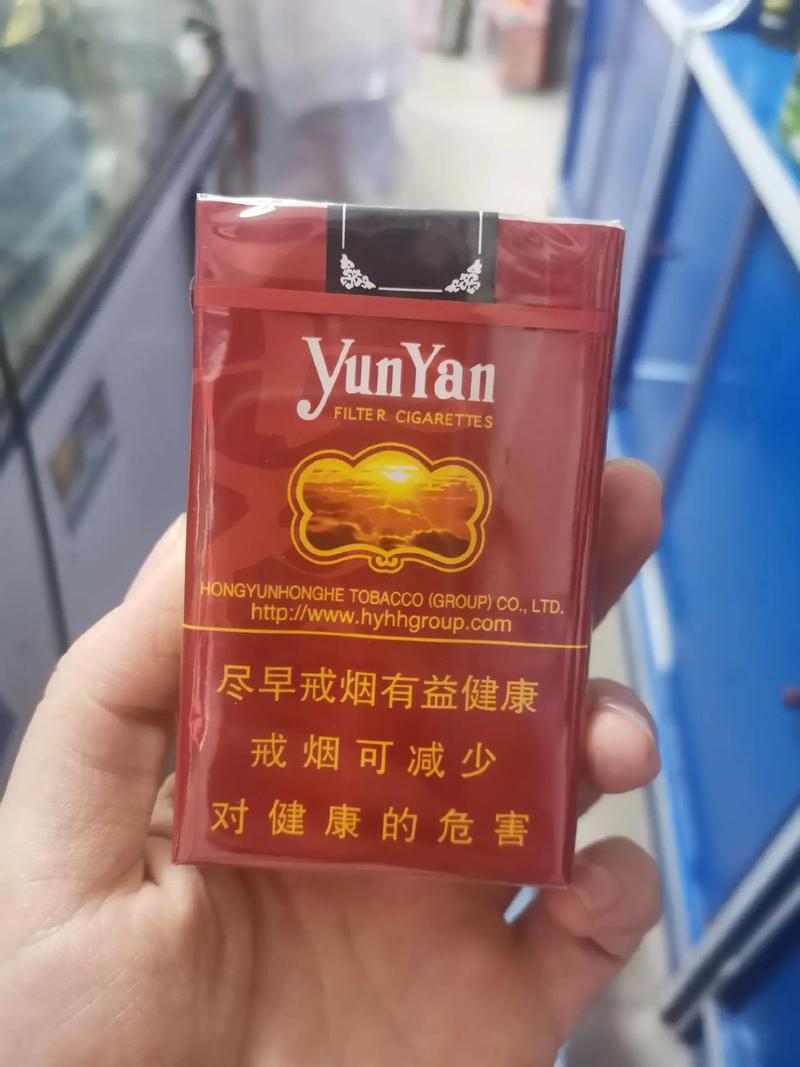 YunYan
FILTER CIGARETTES
HONGYUNHONGHE TOBACCO (GROUP) CO., LTD.
http://www.hyhhgroup.com
尽早戒烟有益健康
戒烟可减少
对健康的危害